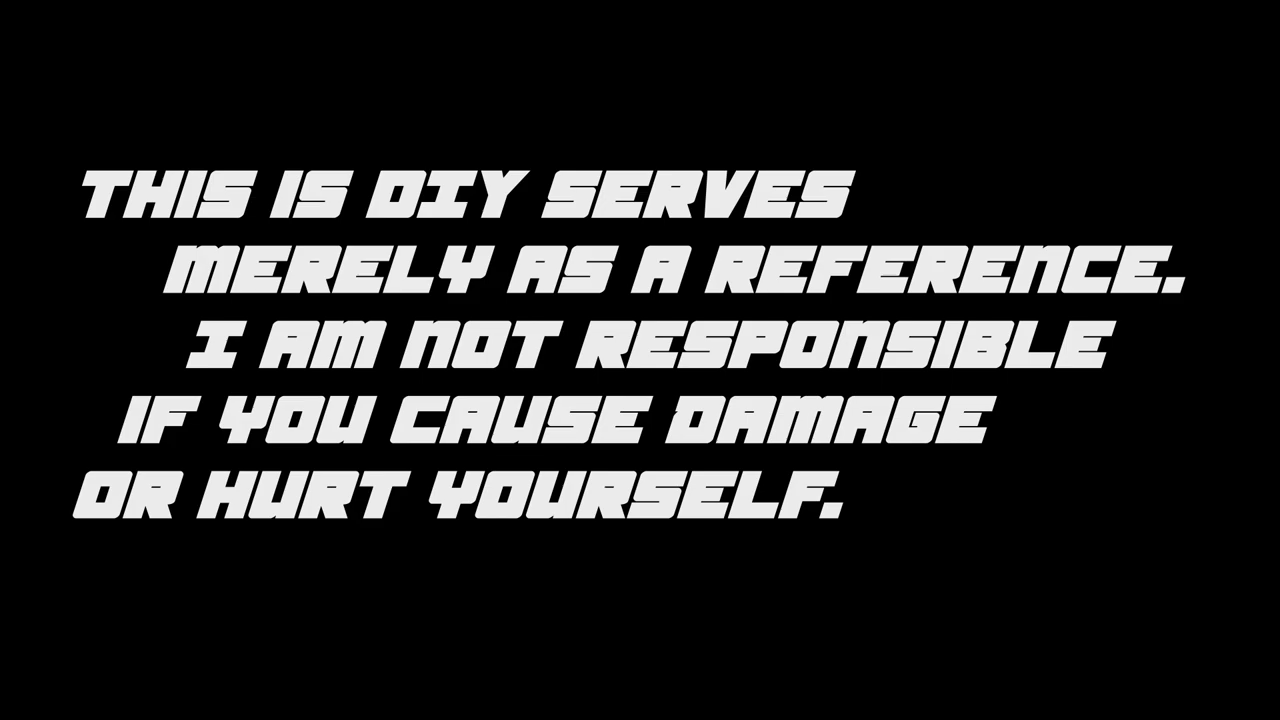 THIS IS DIY SERVES
MERELY AS A REFERENCE.
I AM NOT RESPONSIBLE
IF YOU CAUSE DAMAGE
OR HURT YOURSELF.